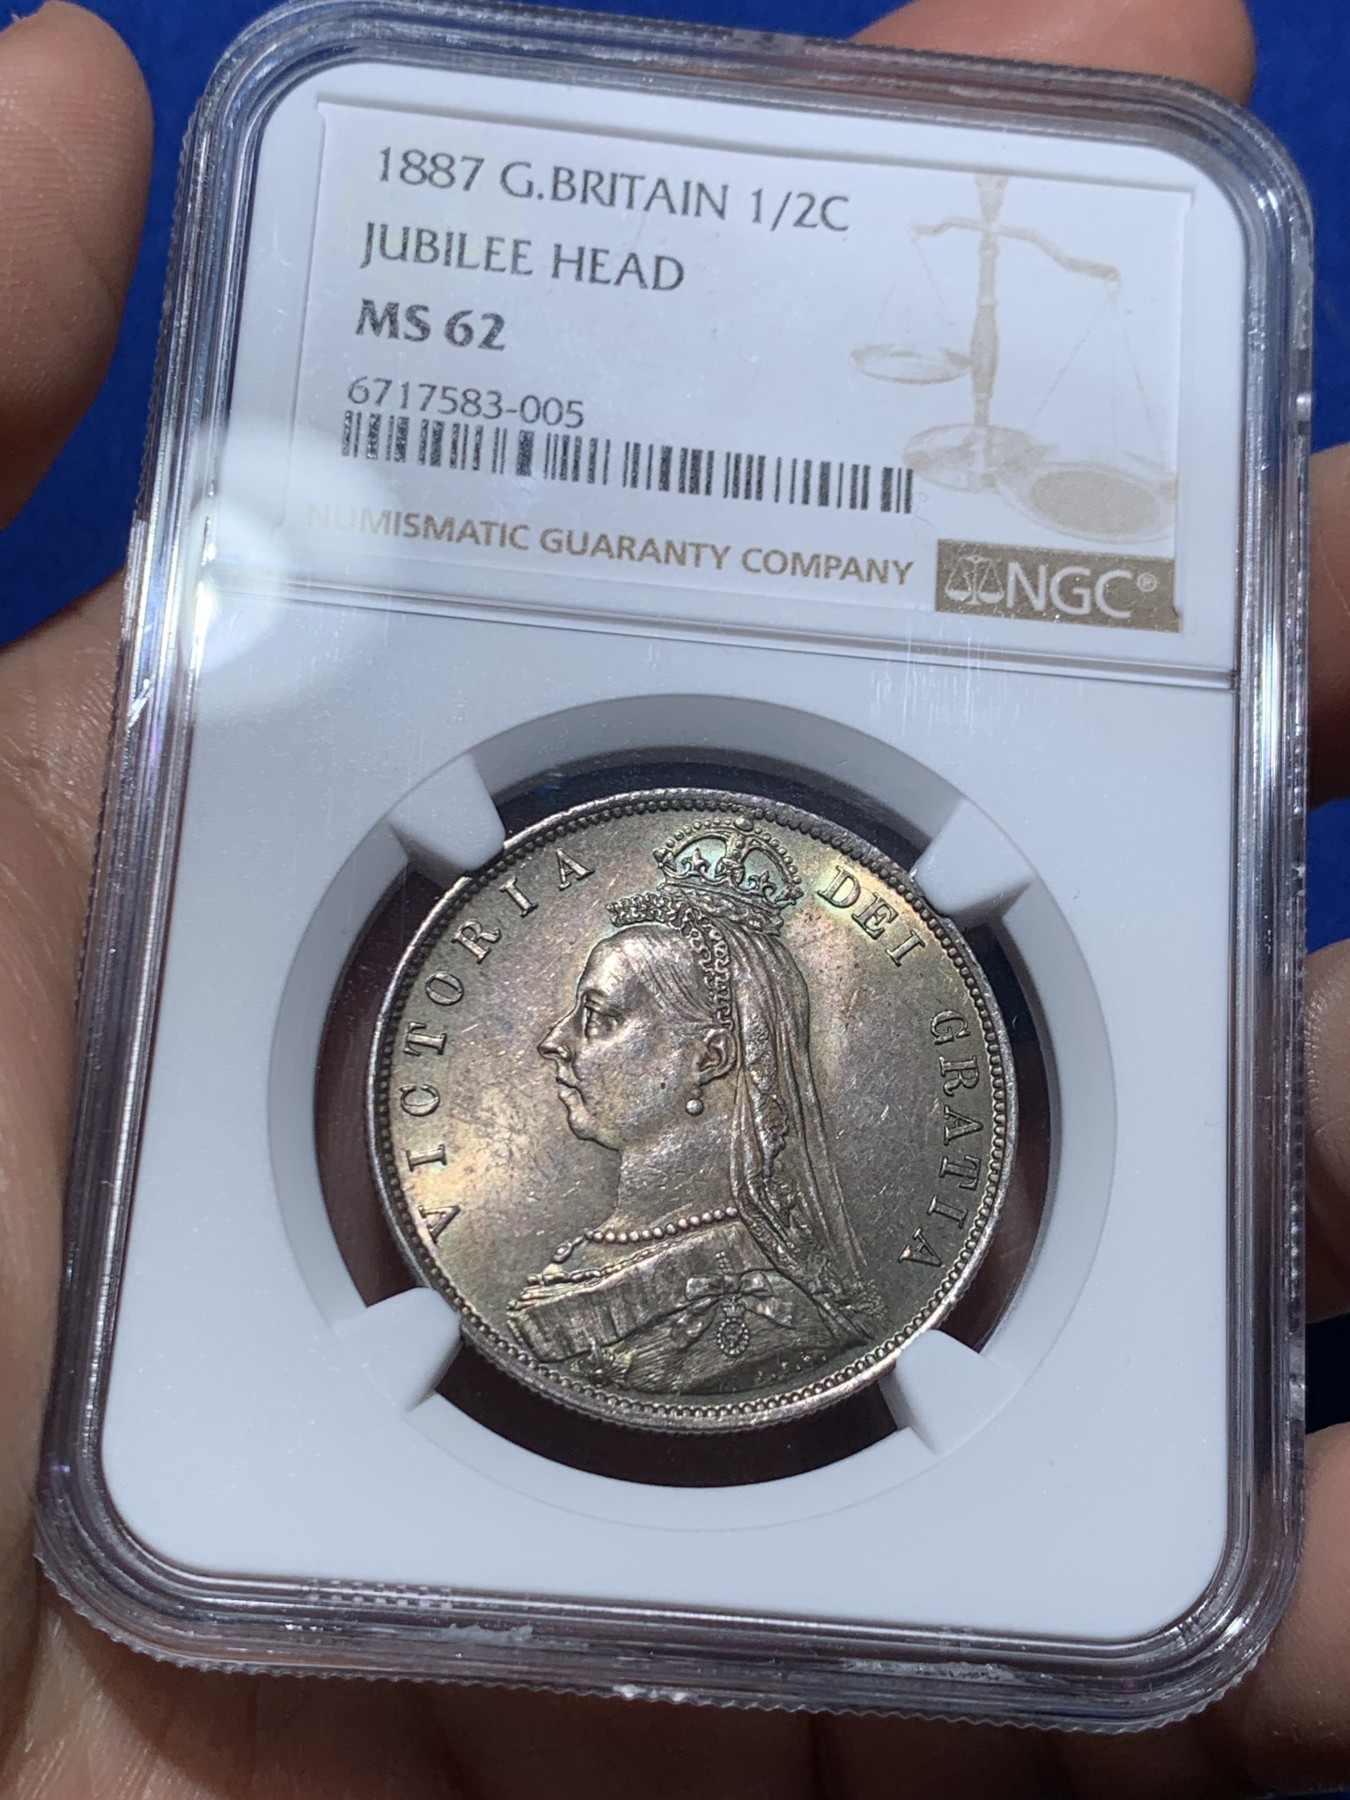 1887 G.BRITAIN 1/2C
JUBILEE HEAD
MS 62
6717583-005
NUMISMATIC GUARANTY COMPANY
NGC®
VICTORIA DEI GRATIA